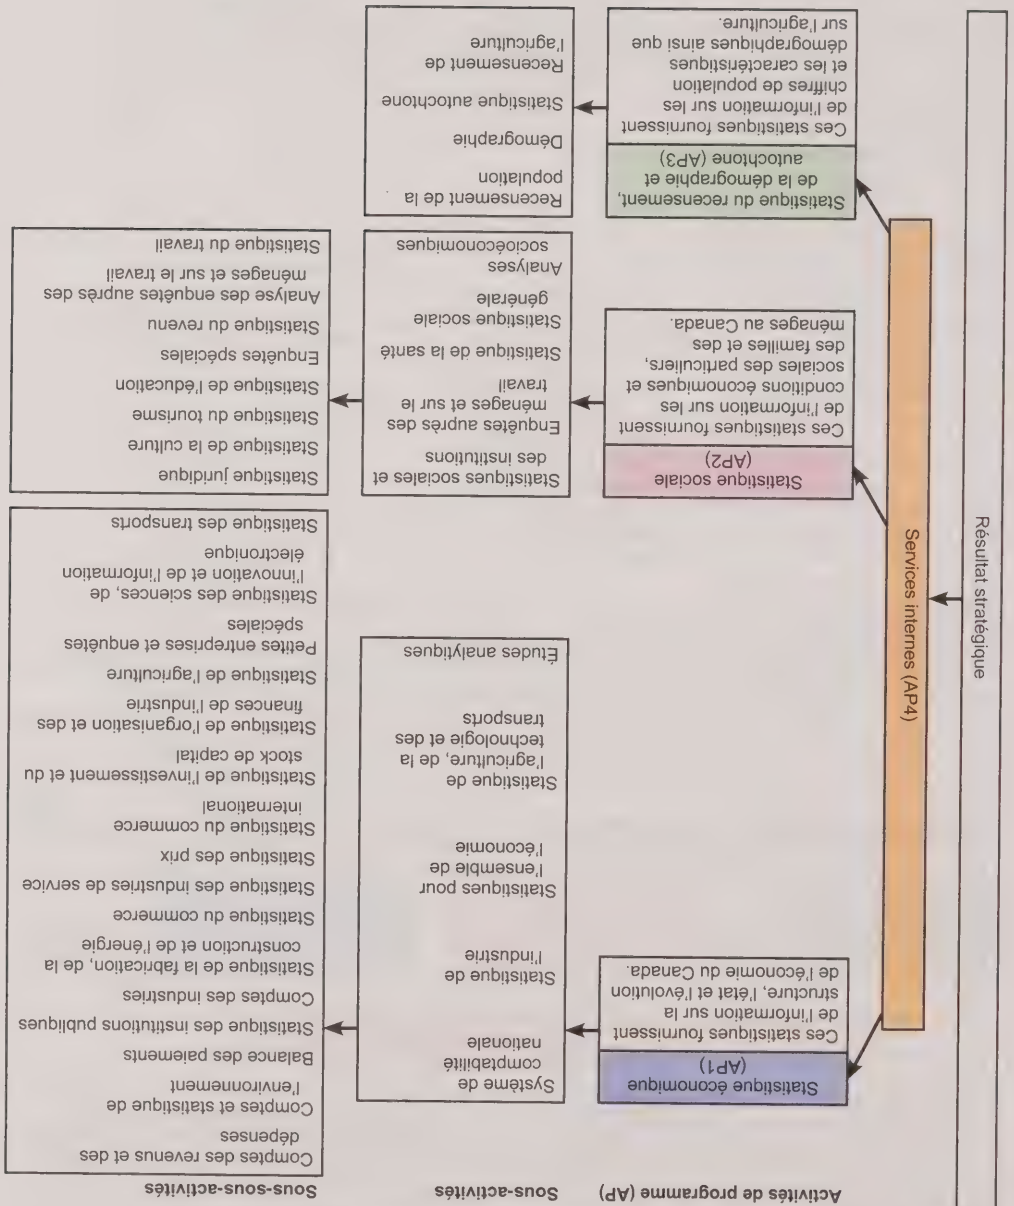 Résultat stratégique
Services internes (AP4)
Activités de programme (AP)
Sous-activités
Sous-sous-activités
Statistique économique
(AP1)
Ces statistiques fournissent
de l'information sur la
structure, l'état et l'évolution
de l'économie du Canada.
Système de
comptabilité
nationale
Statistique de
l'industrie
Statistiques pour
l'ensemble de
l'économie
Statistique de
l'agriculture, de la
technologie et des
transports
Études analytiques
Comptes des revenus et des
dépenses
Comptes et statistique de
l'environnement
Balance des paiements
Statistique des institutions publiques
Comptes des industries
Statistique de la fabrication, de la
construction et de l'énergie
Statistique du commerce
Statistique des industries de service
Statistique des prix
Statistique du commerce
international
Statistique de l'investissement et du
stock de capital
Statistique de l'organisation et des
finances de l'industrie
Statistique de l'agriculture
Petites entreprises et enquêtes
spéciales
Statistique des sciences, de
l'innovation et de l'information
électronique
Statistique des transports
Statistique sociale
(AP2)
Ces statistiques fournissent
de l'information sur les
conditions économiques et
sociales des particuliers,
des familles et des
ménages au Canada.
Statistiques sociales et
des institutions
Enquêtes auprès des
ménages et sur le
travail
Statistique de la santé
Statistique sociale
générale
Analyses
socioéconomiques
Statistique juridique
Statistique de la culture
Statistique du tourisme
Statistique de l'éducation
Enquêtes spéciales
Statistique du revenu
Analyse des enquêtes auprès des
ménages et sur le travail
Statistique du travail
Statistique du recensement,
de la démographie et
autochtone (AP3)
Ces statistiques fournissent
de l'information sur les
chiffres de population
et les caractéristiques
démographiques ainsi que
sur l'agriculture.
Recensement de la
population
Démographie
Statistique autochtone
Recensement de
l'agriculture